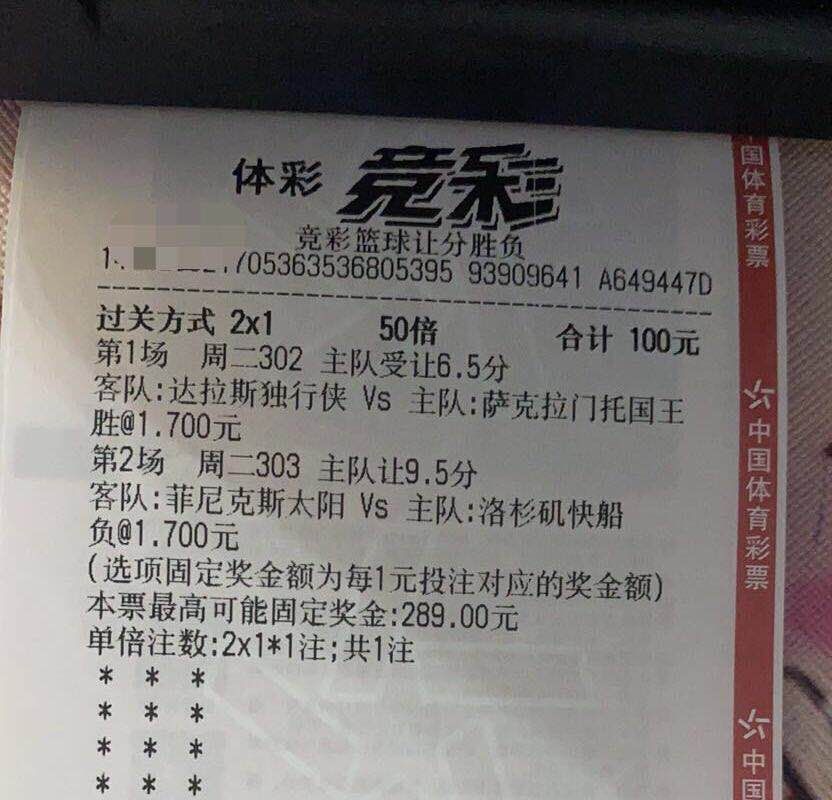 体彩 竞彩
竞彩篮球让分胜负
705363536805395 93909641 A649447D
过关方式 2x1 50倍 合计 100元
第1场 周二302 主队受让6.5分
客队:达拉斯独行侠 Vs 主队:萨克拉门托国王
胜@1.700元
第2场 周二303 主队让9.5分
客队:菲尼克斯太阳 Vs 主队:洛杉矶快船
负@1.700元
(选项固定奖金额为每1元投注对应的奖金额)
本票最高可能固定奖金:289.00元
单倍注数:2x1*1注;共1注
* * *
* * *
* * *
* * *
国体育彩票
中国体育彩票
中国